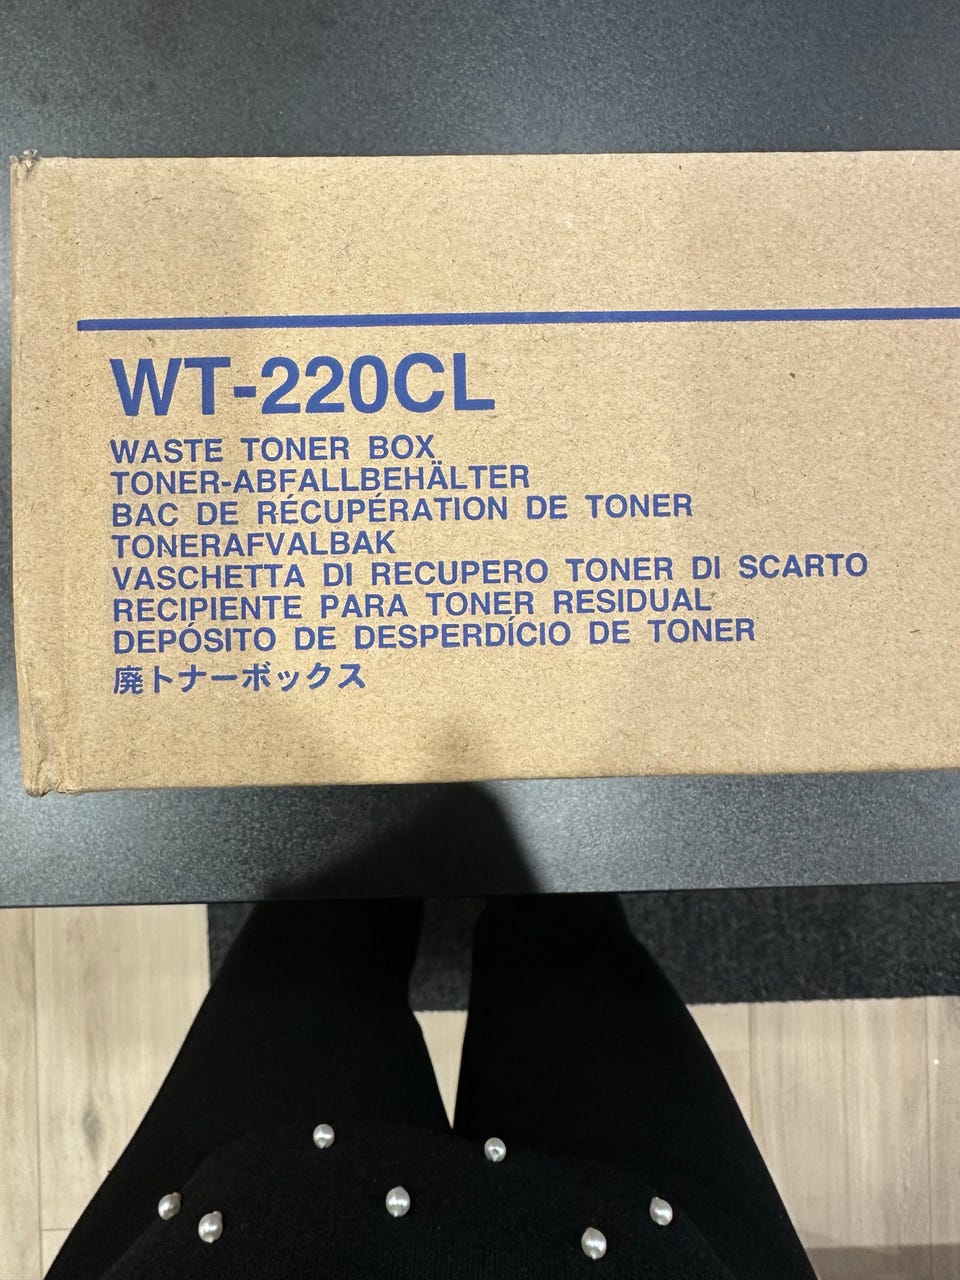 WT-220CL
WASTE TONER BOX
TONER-ABFALLBEHÄLTER
BAC DE RÉCUPÉRATION DE TONER
TONERAFVALBAK
VASCHETTA DI RECUPERO TONER DI SCARTO
RECIPIENTE PARA TONER RESIDUAL
DEPÓSITO DE DESPERDÍCIO DE TONER
廃トナーボックス